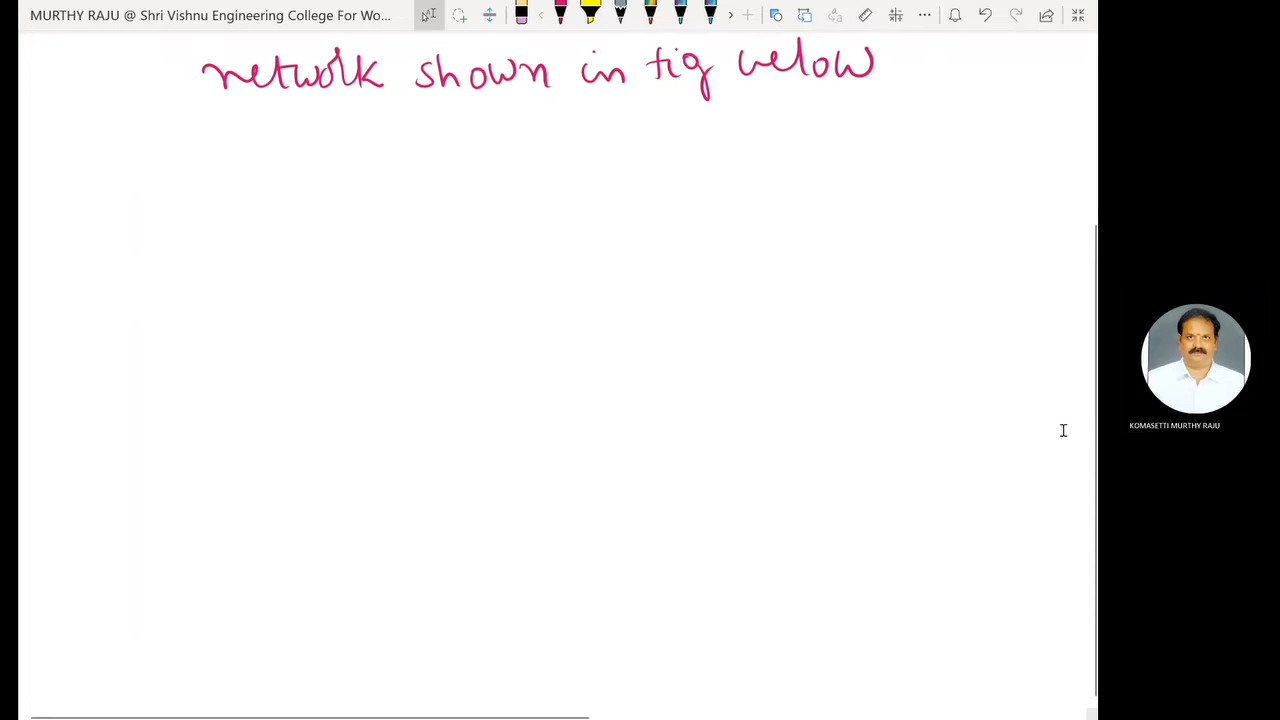 MURTHY RAJU @ Shri Vishnu Engineering College For Wo...
network shown in fig below
KOMASETTI MURTHY RAJU